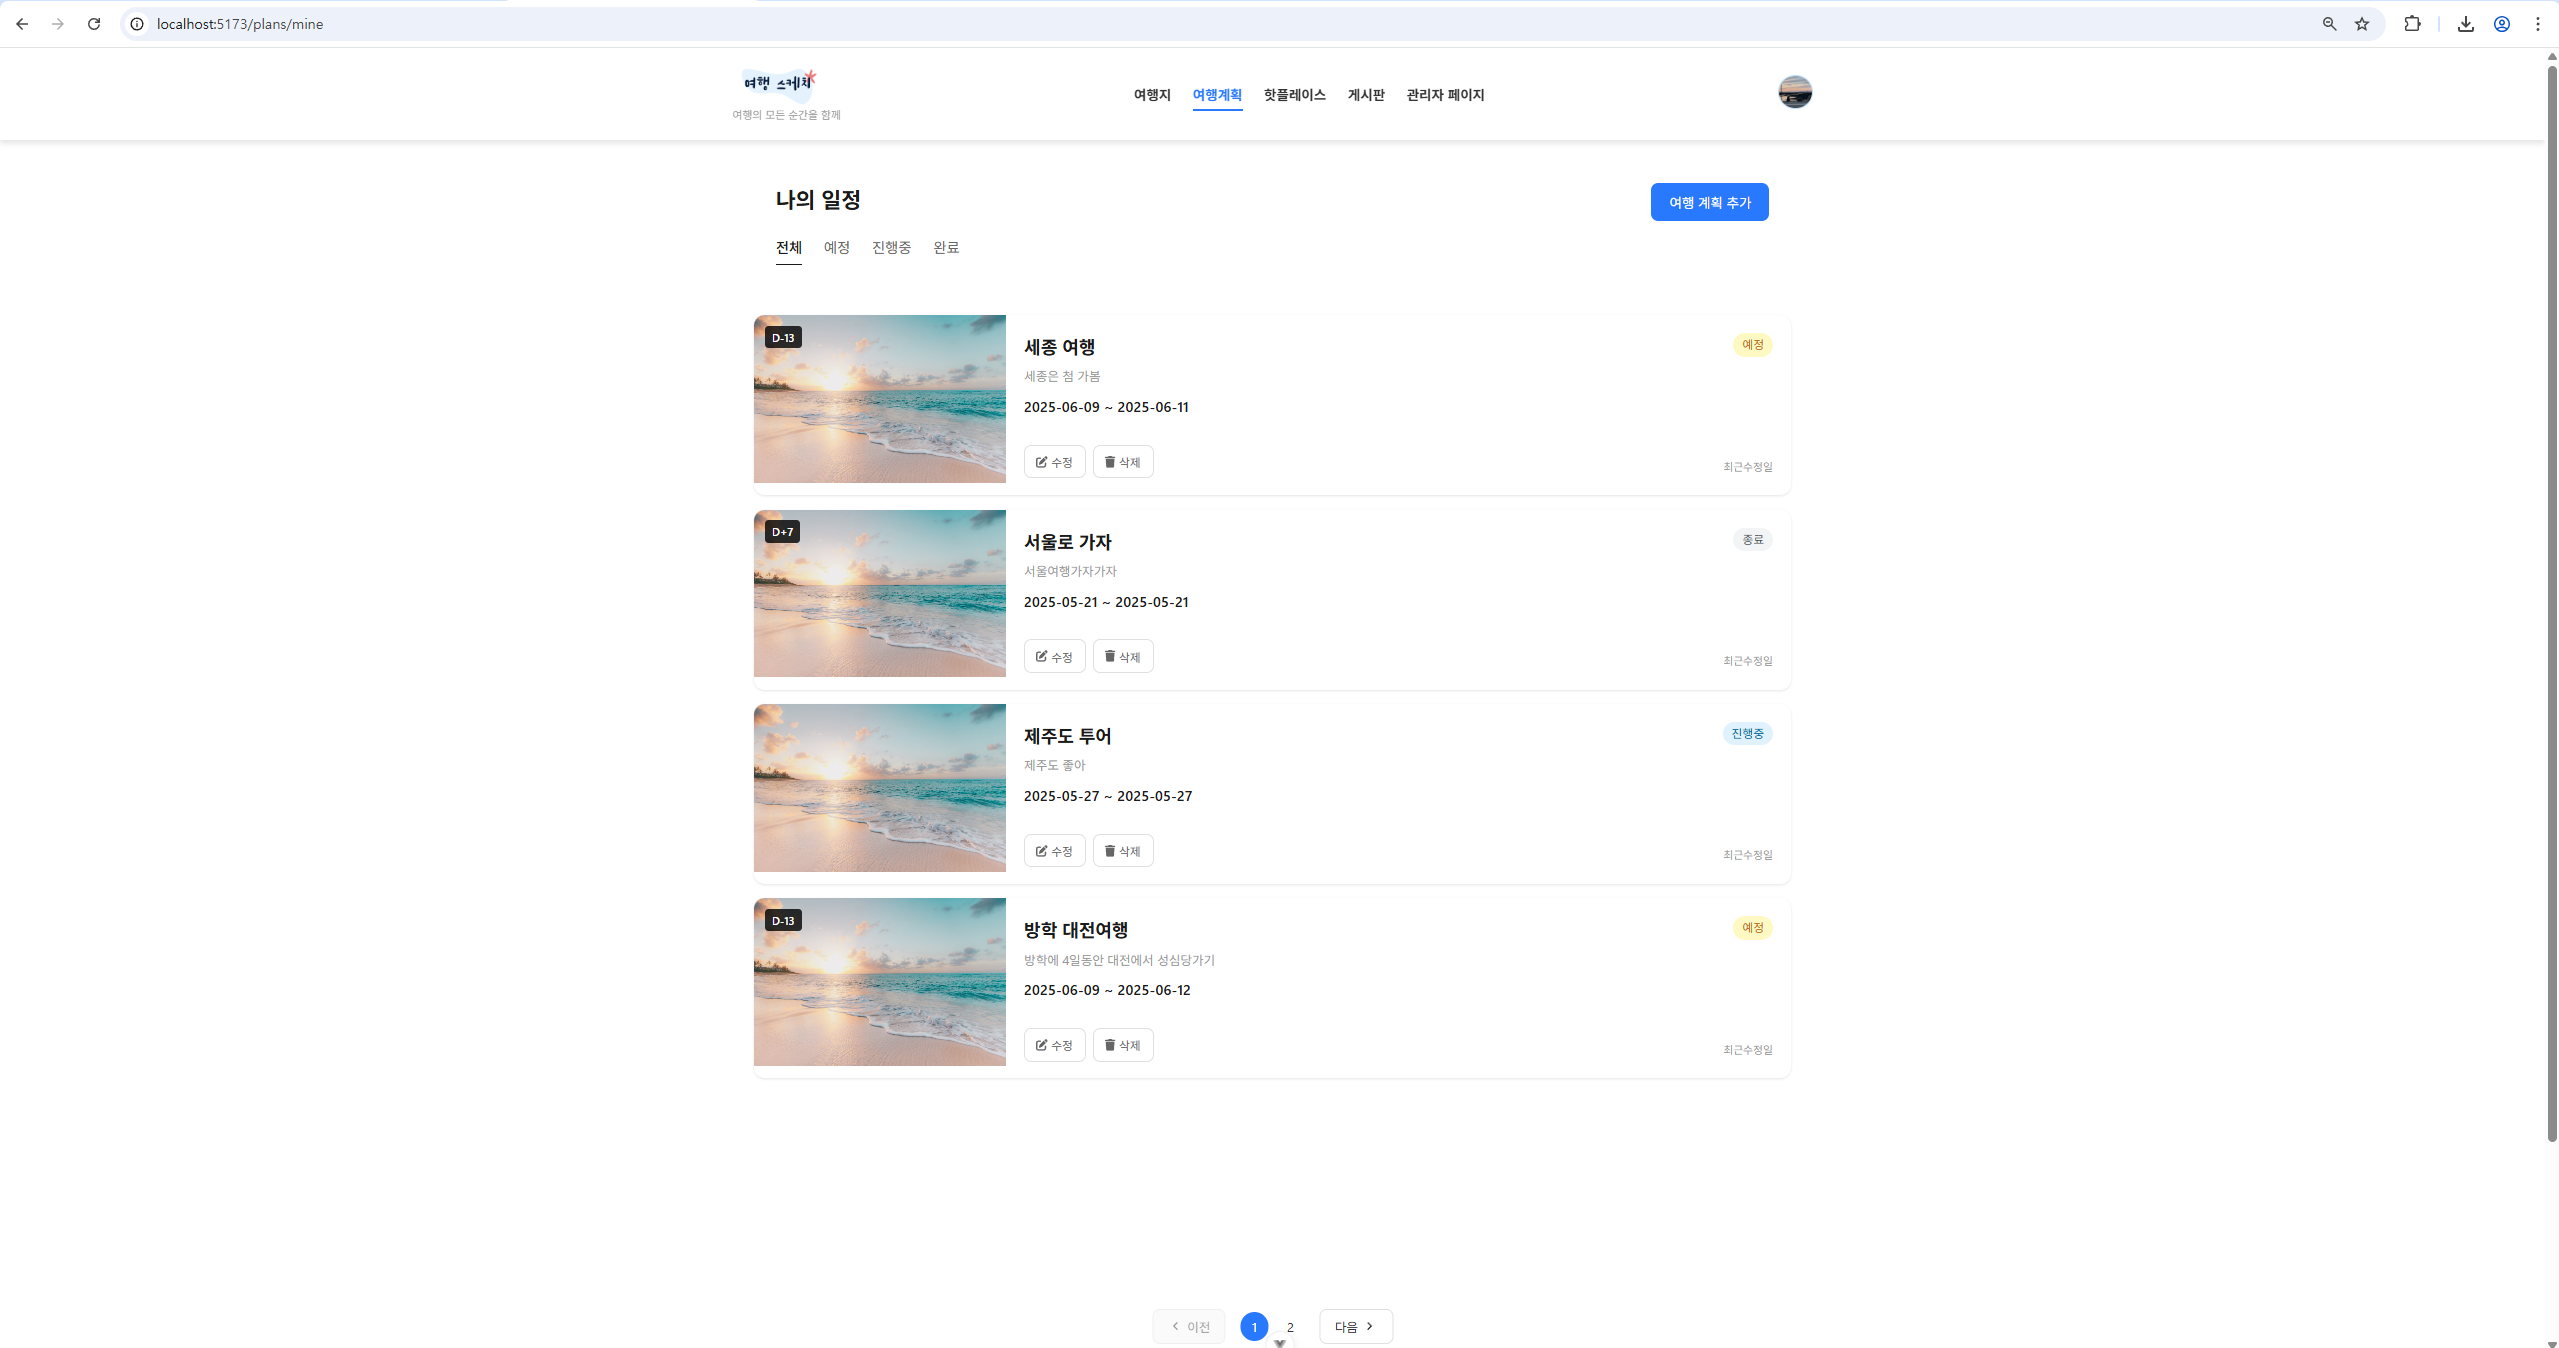 localhost:5173/plans/mine
여행 스케치
여행의 모든 순간을 함께
여행지 여행계획 핫플레이스 게시판 관리자 페이지
나의 일정
여행 계획 추가
전체 예정 진행중 완료
D-13
세종 여행
예정
세종은 첨 가봄
2025-06-09 ~ 2025-06-11
수정 삭제
최근수정일
D+7
서울로 가자
종료
서울여행가자가자
2025-05-21 ~ 2025-05-21
수정 삭제
최근수정일
제주도 투어
진행중
제주도 좋아
2025-05-27 ~ 2025-05-27
수정 삭제
최근수정일
D-13
방학 대전여행
예정
방학에 4일동안 대전에서 성심당가기
2025-06-09 ~ 2025-06-12
수정 삭제
최근수정일
이전 1 2 다음